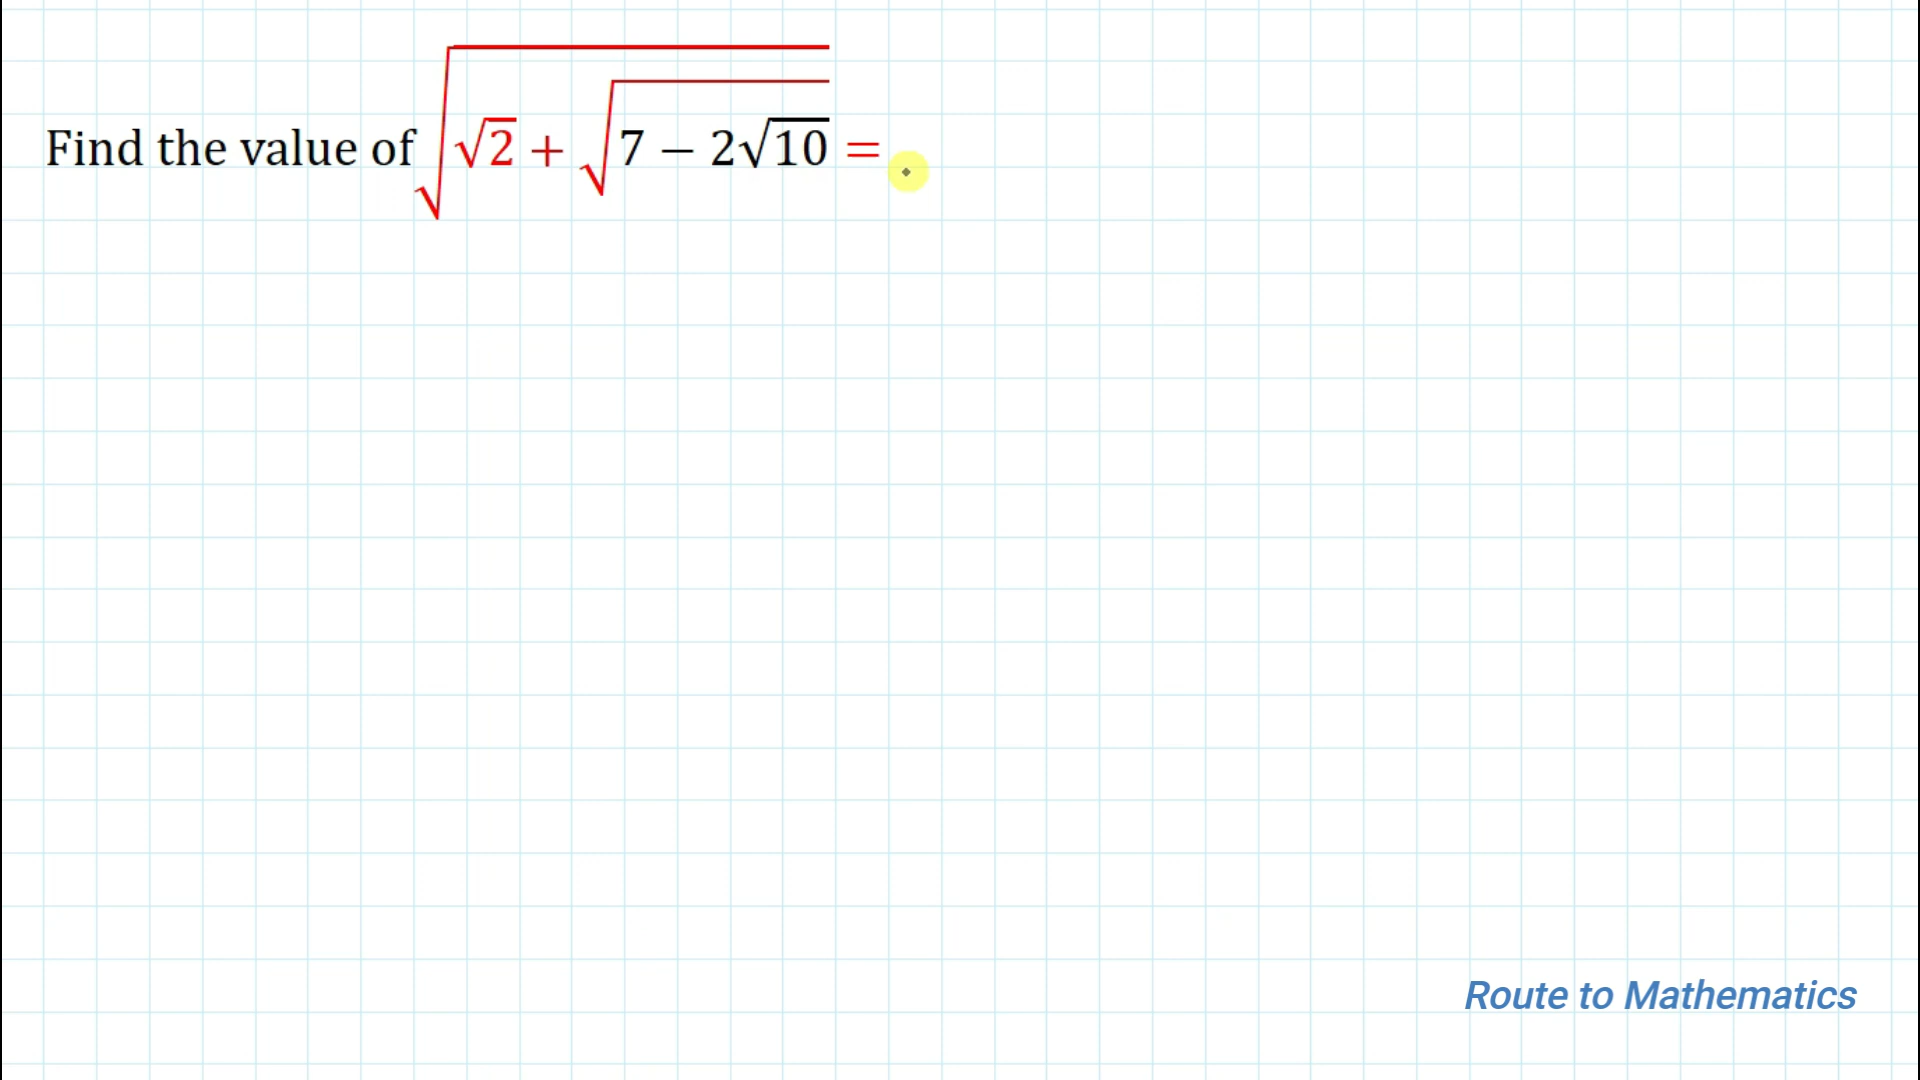 Find the value of √(√2 + √(7 − 2√10)) =
Route to Mathematics